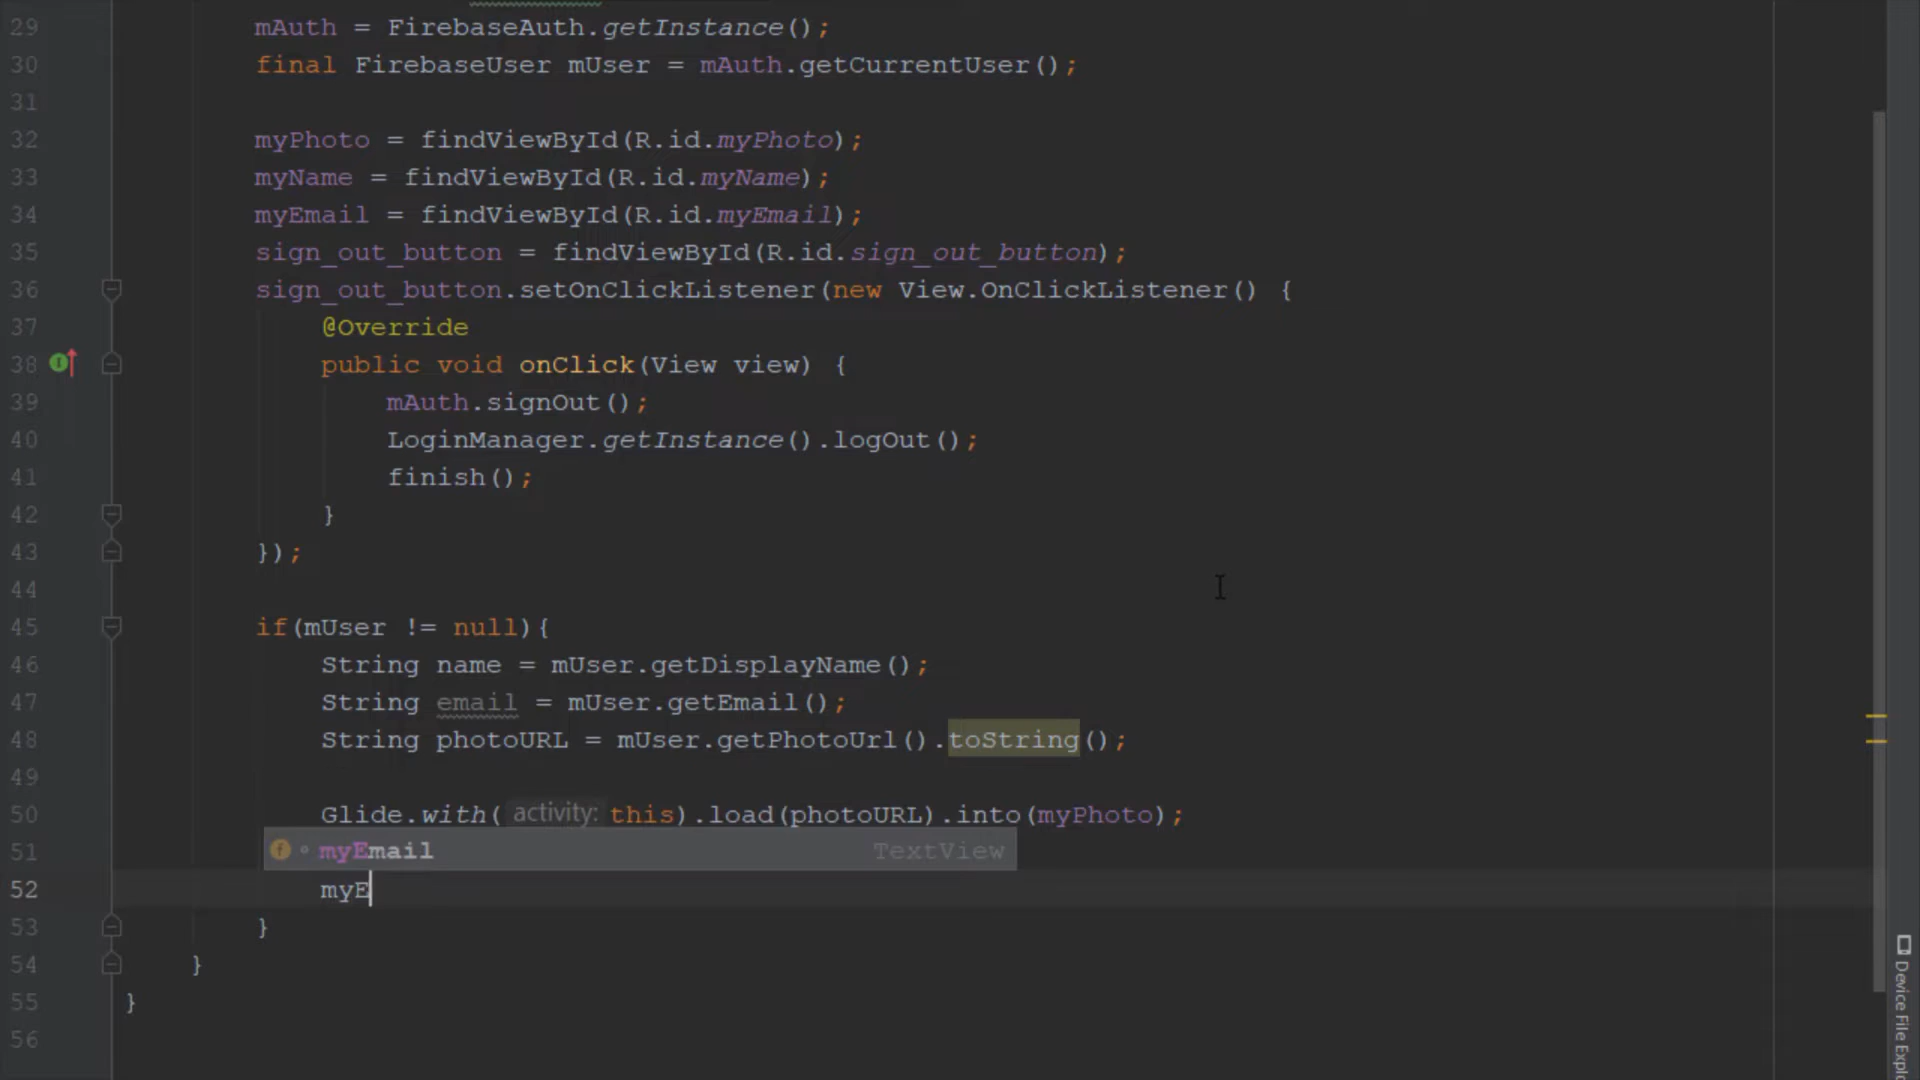 29 mAuth = FirebaseAuth.getInstance();
30 final FirebaseUser mUser = mAuth.getCurrentUser();
31
32 myPhoto = findViewById(R.id.myPhoto);
33 myName = findViewById(R.id.myName);
34 myEmail = findViewById(R.id.myEmail);
35 sign_out_button = findViewById(R.id.sign_out_button);
36 sign_out_button.setOnClickListener(new View.OnClickListener() {
37 @Override
38 public void onClick(View view) {
39 mAuth.signOut();
40 LoginManager.getInstance().logOut();
41 finish();
42 }
43 });
44
45 if(mUser != null){
46 String name = mUser.getDisplayName();
47 String email = mUser.getEmail();
48 String photoURL = mUser.getPhotoUrl().toString();
49
50 Glide.with( activity: this).load(photoURL).into(myPhoto);
51 myEmail TextView
52 myE
53 }
54 }
55 }
56
Device File Explo